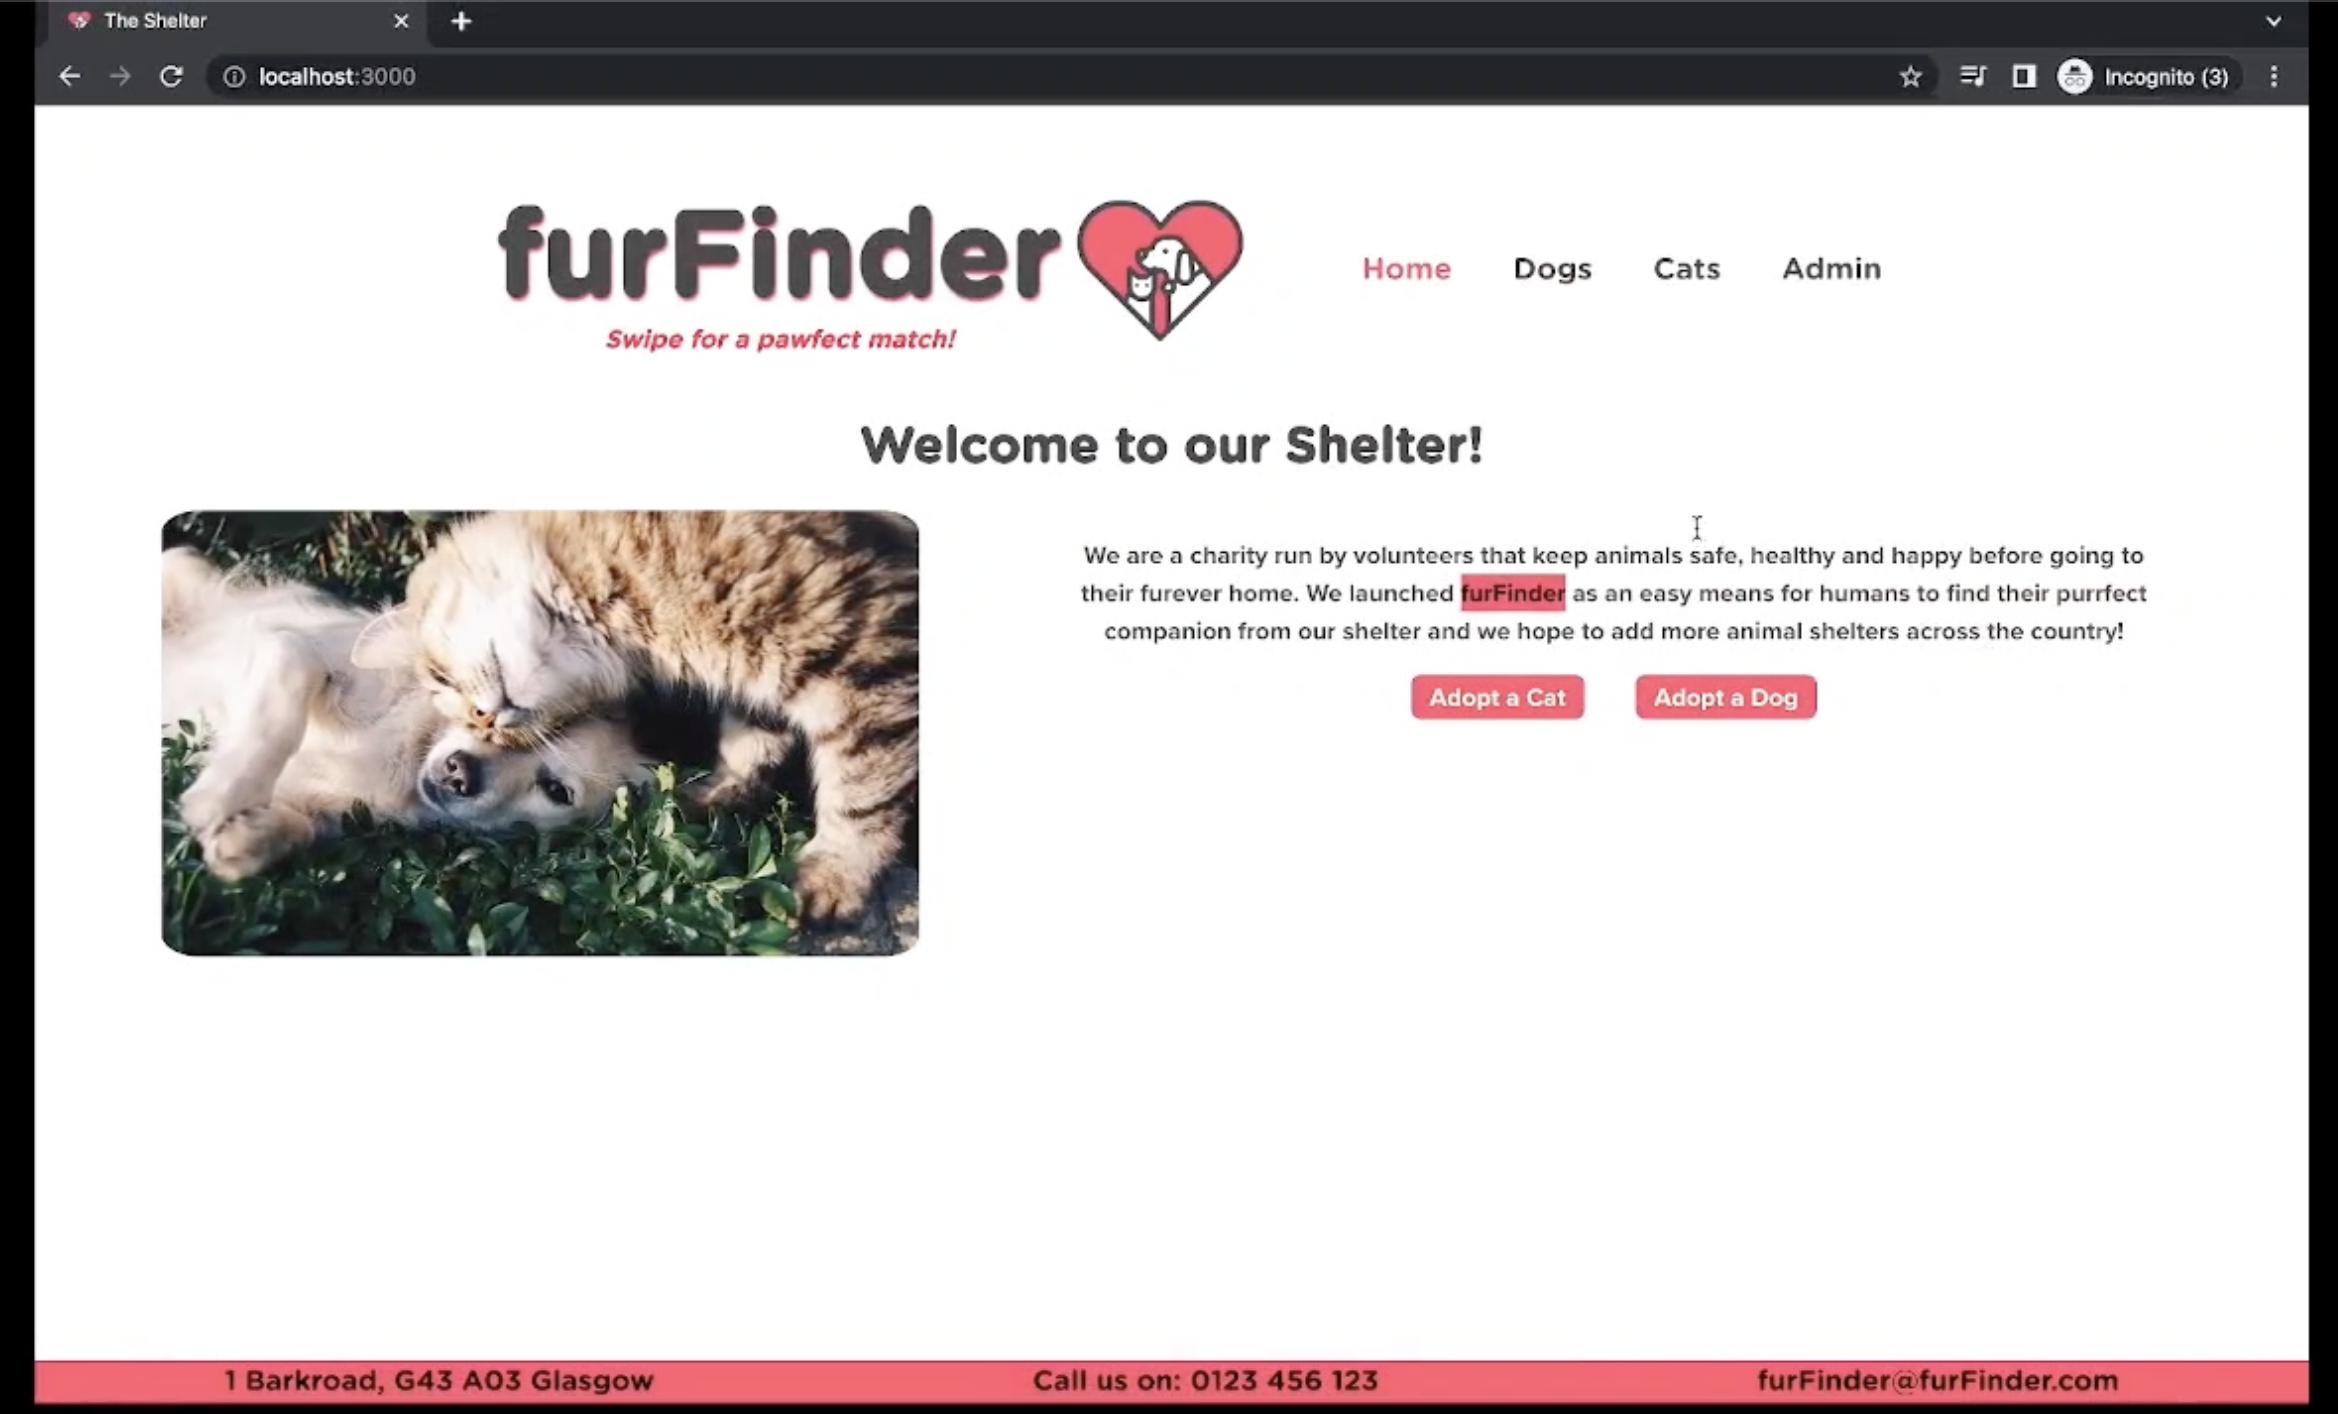 The Shelter
localhost:3000
Incognito (3)
furFinder
Swipe for a pawfect match!
Home Dogs Cats Admin
Welcome to our Shelter!
We are a charity run by volunteers that keep animals safe, healthy and happy before going to
their furever home. We launched furFinder as an easy means for humans to find their purrfect
companion from our shelter and we hope to add more animal shelters across the country!
Adopt a Cat Adopt a Dog
1 Barkroad, G43 A03 Glasgow Call us on: 0123 456 123 furFinder@furFinder.com